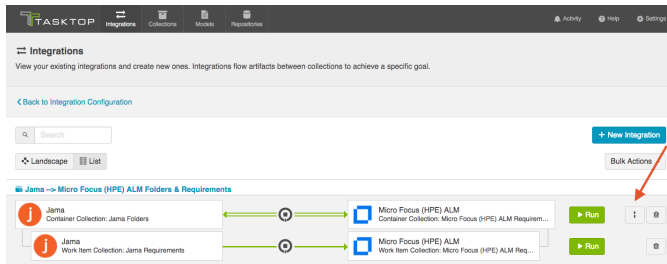 TASKTOP
Integrations
Collections
Models
Repositories
Activity
Help
Settings
Integrations
View your existing integrations and create new ones. Integrations flow artifacts between collections to achieve a specific goal.
Back to Integration Configuration
Search
+ New Integration
Landscape
List
Bulk Actions
Jama --> Micro Focus (HPE) ALM Folders & Requirements
Jama
Container Collection: Jama Folders
Micro Focus (HPE) ALM
Container Collection: Micro Focus (HPE) ALM Requirem...
Run
Jama
Work Item Collection: Jama Requirements
Micro Focus (HPE) ALM
Work Item Collection: Micro Focus (HPE) ALM Req...
Run